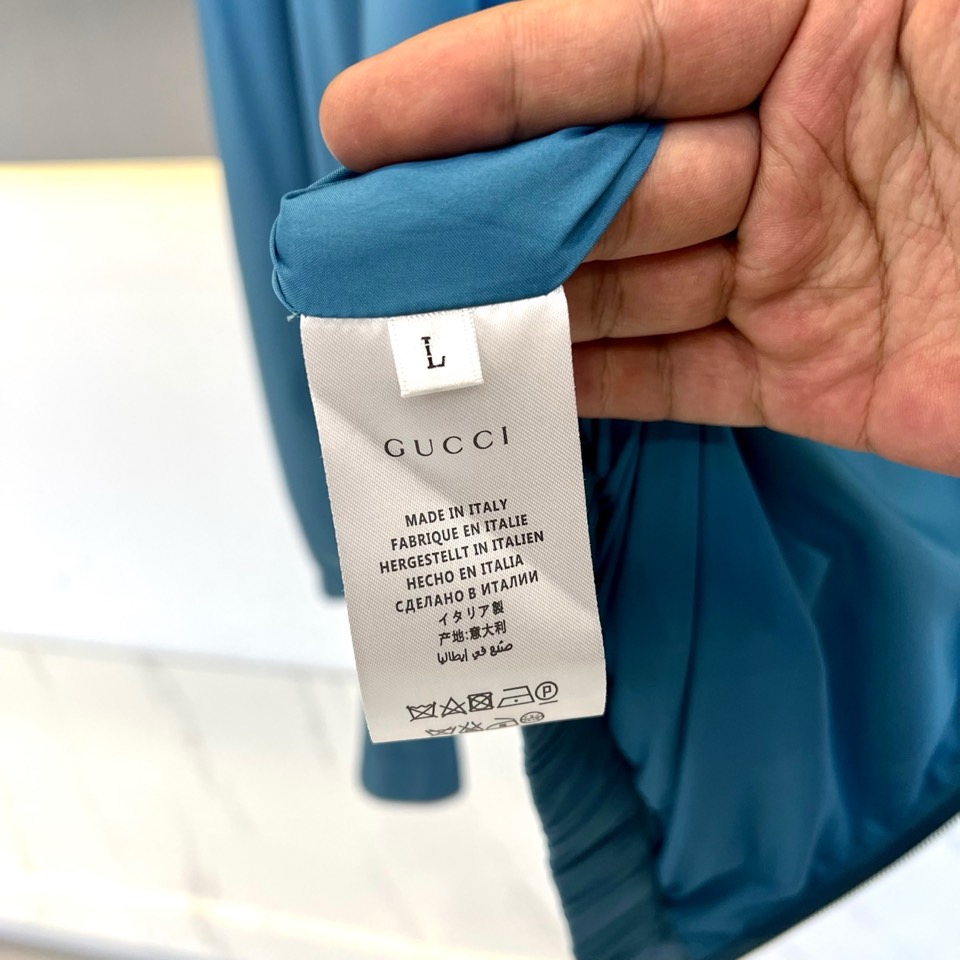 L
GUCCI
MADE IN ITALY
FABRIQUE EN ITALIE
HERGESTELLT IN ITALIEN
HECHO EN ITALIA
СДЕЛАНО В ИТАЛИИ
イタリア製
产地:意大利
صنع في إيطاليا
P